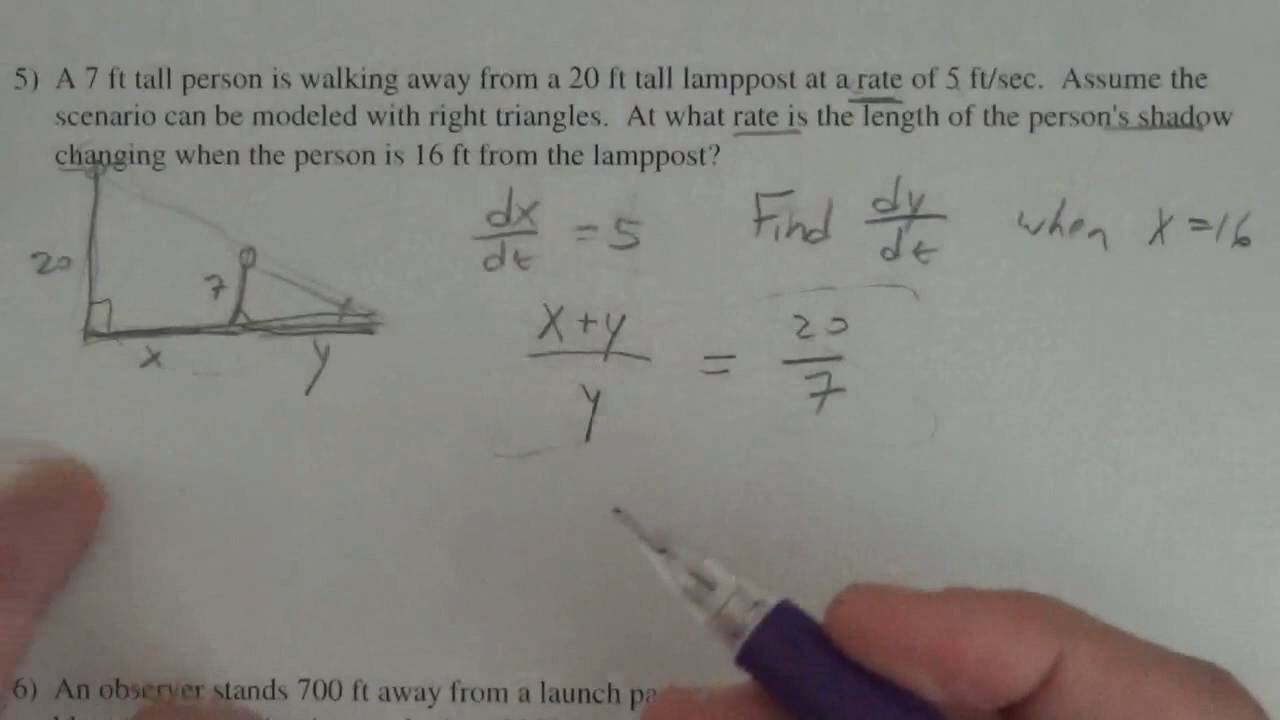 5) A 7 ft tall person is walking away from a 20 ft tall lamppost at a rate of 5 ft/sec. Assume the
scenario can be modeled with right triangles. At what rate is the length of the person's shadow
changing when the person is 16 ft from the lamppost?
dx/dt = 5 Find dy/dt when x = 16
20
7
x
y
x+y/y = 20/7
6) An observer stands 700 ft away from a launch pa